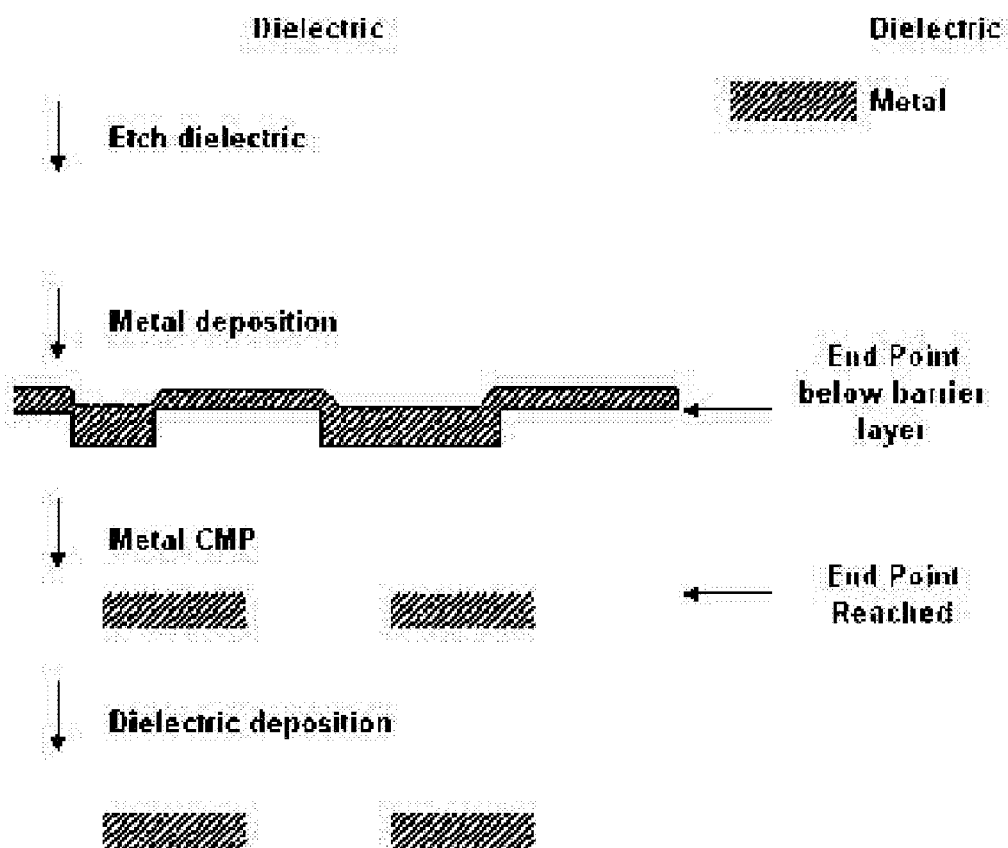 Dielectric
Dielectric
Metal
Etch dielectric
Metal deposition
End Point
below barrier
layer
Metal CMP
End Point
Reached
Dielectric deposition